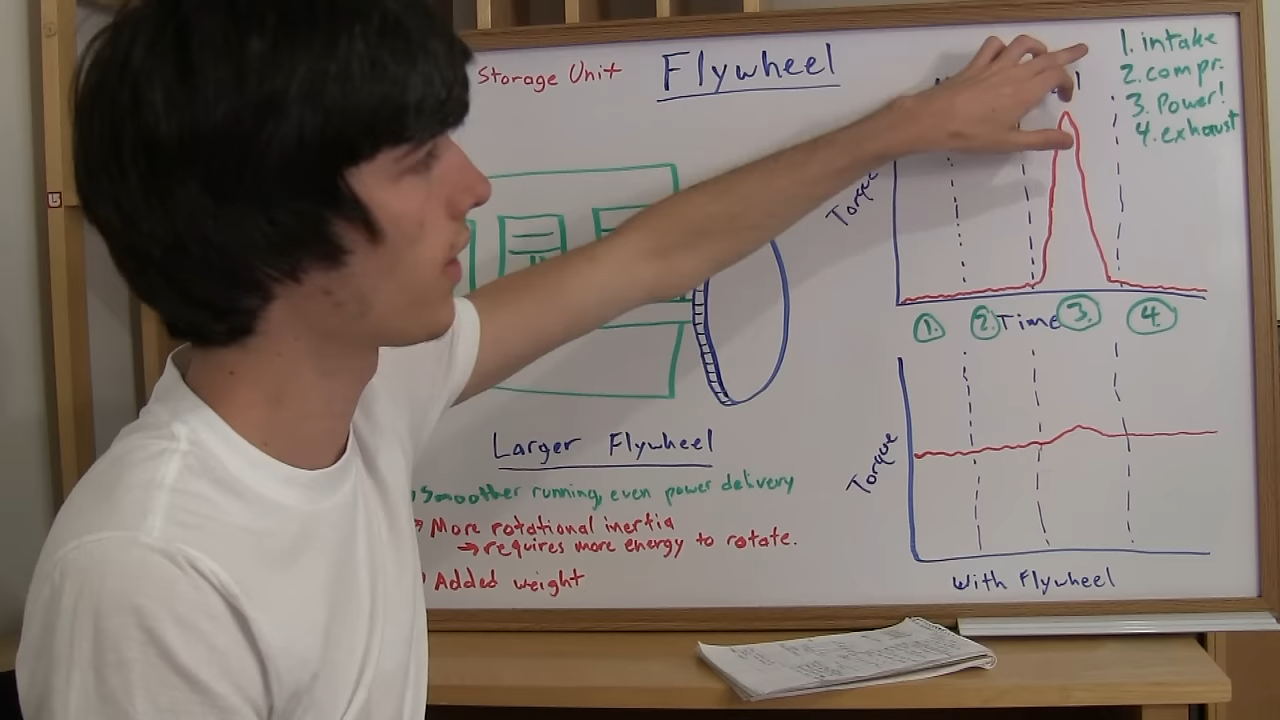 Storage Unit
Flywheel
1. intake
2. compr.
3. Power!
4. exhaust
Torque
1. 2. Time 3. 4.
Torque
With Flywheel
Larger Flywheel
Smoother running, even power delivery
→ More rotational inertia
→ requires more energy to rotate.
Added weight